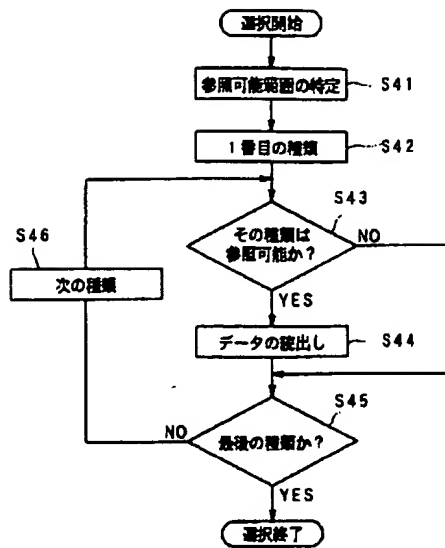 選択開始
参照可能範囲の特定
S41
1番目の種類
S42
S43
その種類は
参照可能か?
NO
S46
次の種類
YES
データの読出し
S44
S45
最後の種類か?
NO
YES
選択終了